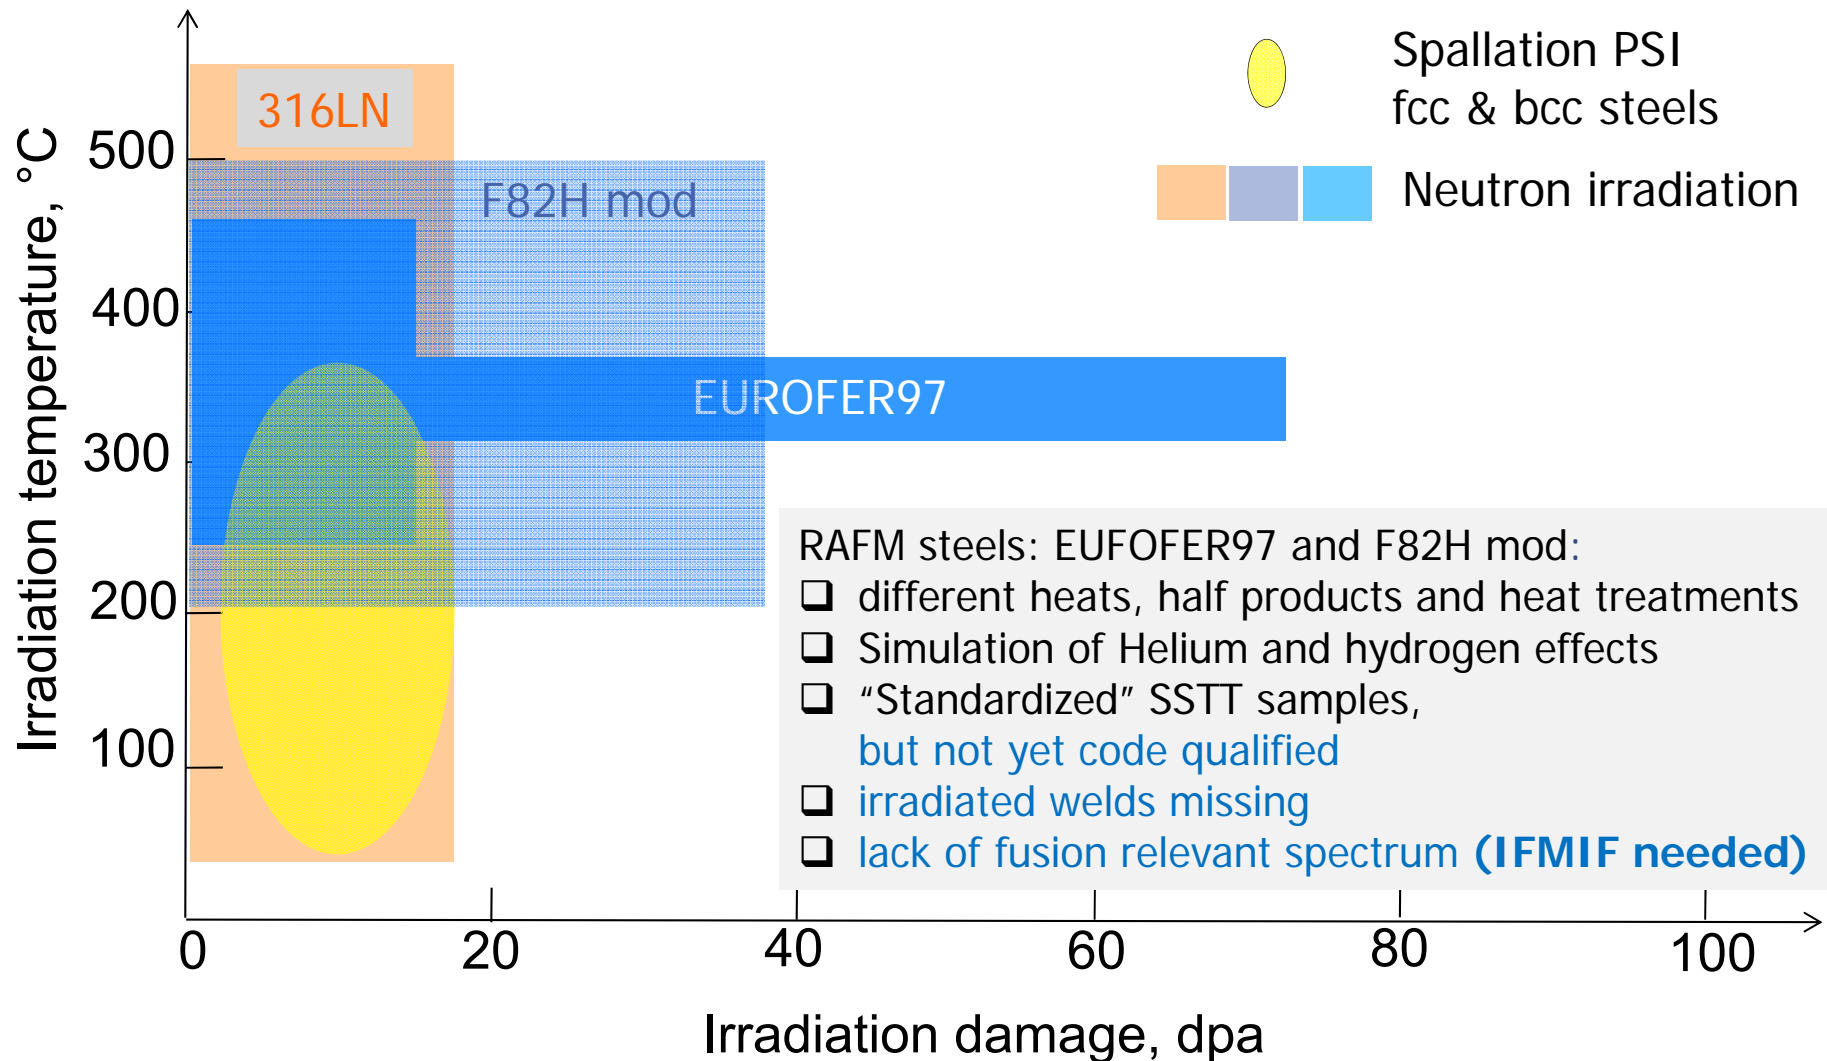 Spallation PSI
fcc & bcc steels
Neutron irradiation
316LN
F82H mod
EUROFER97
Irradiation temperature, °C
500
400
300
200
100
RAFM steels: EUFOFER97 and F82H mod:
❑ different heats, half products and heat treatments
❑ Simulation of Helium and hydrogen effects
❑ “Standardized” SSTT samples,
but not yet code qualified
❑ irradiated welds missing
❑ lack of fusion relevant spectrum (IFMIF needed)
0 20 40 60 80 100
Irradiation damage, dpa